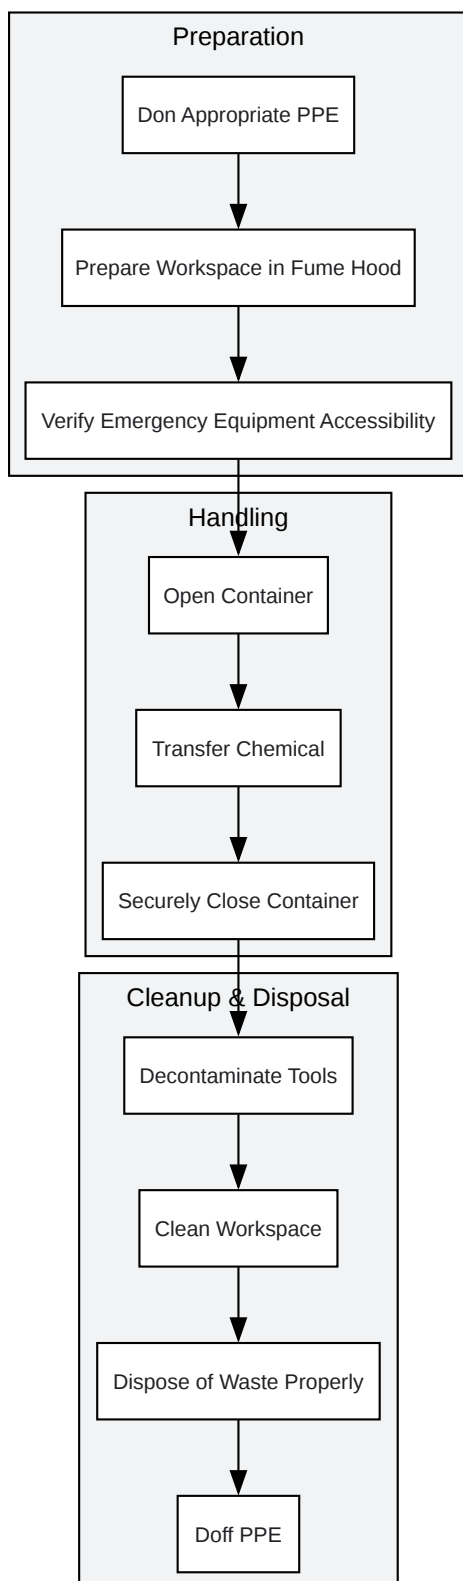 Preparation
Don Appropriate PPE
Prepare Workspace in Fume Hood
Verify Emergency Equipment Accessibility
Handling
Open Container
Transfer Chemical
Securely Close Container
Cleanup & Disposal
Decontaminate Tools
Clean Workspace
Dispose of Waste Properly
Doff PPE